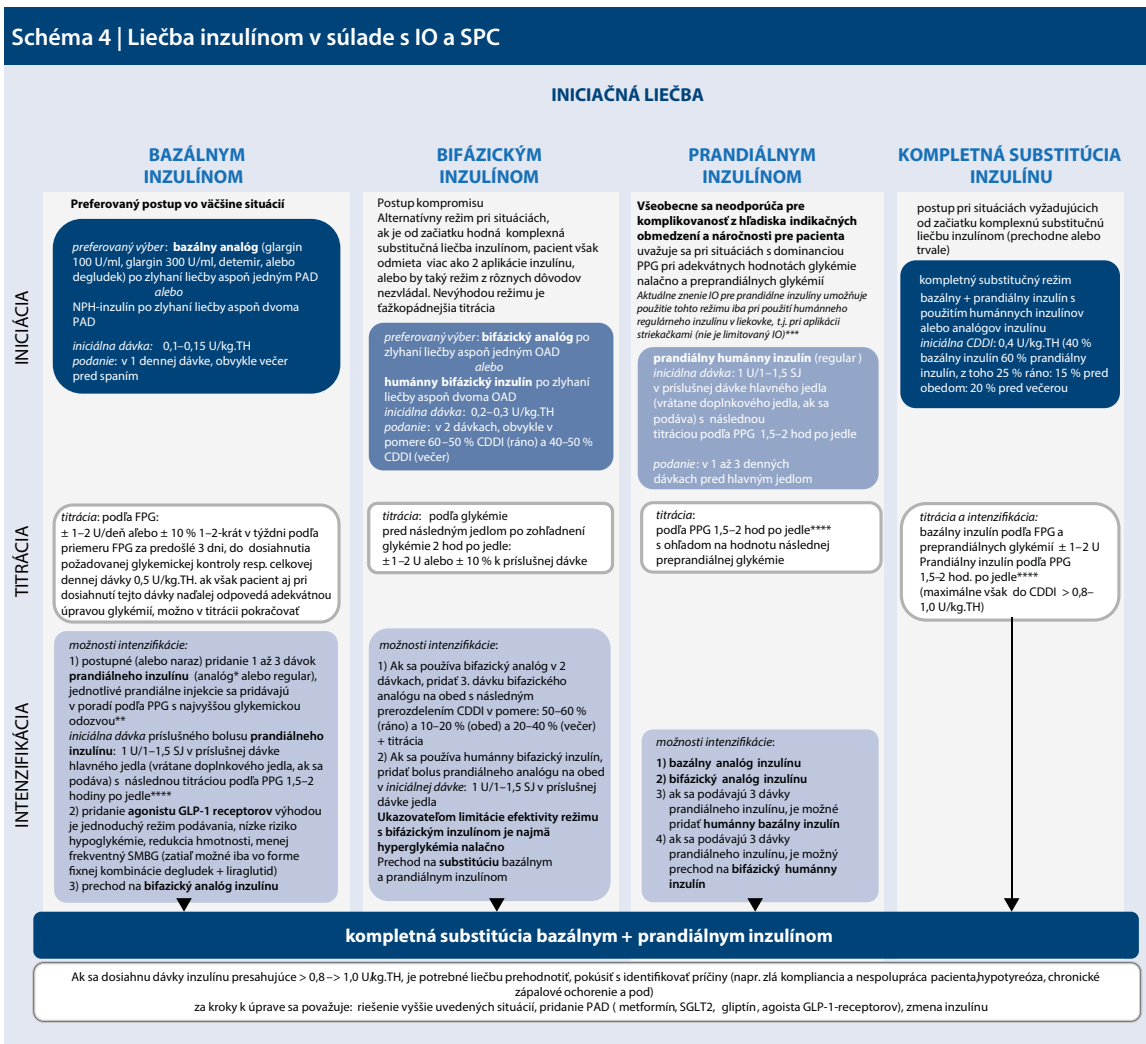 Schéma 4 | Liečba inzulínom v súlade s IO a SPC
INICIAČNÁ LIEČBA
BAZÁLNYM
INZULÍNOM
Preferovaný postup vo väčšine situácií
preferovaný výber: bazálny analóg (glargin
100 U/ml, glargin 300 U/ml, detemir, alebo
degludek) po zlyhaní liečby aspoň jedným PAD
alebo
NPH-inzulín po zlyhaní liečby aspoň dvoma
PAD
iniciálna dávka: 0,1–0,15 U/kg.TH
podanie: v 1 dennej dávke, obvykle večer
pred spaním
BIFÁZICKÝM
INZULÍNOM
Postup kompromisu
Alternatívny režim pri situáciách,
ak je od začiatku hodná komplexná
substitučná liečba inzulínom, pacient však
odmieta viac ako 2 aplikácie inzulínu,
alebo by taký režim z rôznych dôvodov
nezvládal. Nevýhodou režimu je
ťažkopádnejšia titrácia
preferovaný výber: bifázický analóg po
zlyhaní liečby aspoň jedným OAD
alebo
humánny bifázický inzulín po zlyhaní
liečby aspoň dvoma OAD
iniciálna dávka: 0,2–0,3 U/kg.TH
podanie: v 2 dávkach, obvykle v
pomere 60–50 % CDDI (ráno) a 40–50 %
CDDI (večer)
PRANDIÁLNYM
INZULÍNOM
Všeobecne sa neodporúča pre
komplikovanosť z hľadiska indikačných
obmedzení a náročnosti pre pacienta
uvažuje sa pri situáciách s dominanciou
PPG pri adekvátnych hodnotách glykémie
nalačno a preprandiálnych glykémií
Aktuálne znenie IO pre prandiálne inzulíny umožňuje
použitie tohto režimu iba pri použití humánneho
regulárneho inzulínu v liekovke, t.j. pri aplikácii
striekačkami (nie je limitovaný IO)***
prandiálny humánny inzulín (regular )
iniciálna dávka: 1 U/1–1,5 SJ
v príslušnej dávke hlavného jedla
(vrátane doplnkového jedla, ak sa
podáva) s následnou
titráciou podľa PPG 1,5–2 hod po jedle
podanie: v 1 až 3 denných
dávkach pred hlavným jedlom
KOMPLETNÁ SUBSTITÚCIA
INZULÍNU
postup pri situáciách vyžadujúcich
od začiatku komplexnú substitučnú
liečbu inzulínom (prechodne alebo
trvale)
kompletný substitučný režim
bazálny + prandiálny inzulín s
použitím humánnych inzulínov
alebo analógov inzulínu
iniciálna CDDI: 0,4 U/kg.TH (40 %
bazálny inzulín 60 % prandiálny
inzulín, z toho 25 % ráno: 15 % pred
obedom: 20 % pred večerou
INICIÁCIA
titrácia: podľa FPG:
± 1–2 U/deň aľebo ± 10 % 1–2-krát v týždni podľa
priemeru FPG za predošlé 3 dni, do dosiahnutia
požadovanej glykemickej kontroly resp. celkovej
dennej dávky 0,5 U/kg.TH. ak však pacient aj pri
dosiahnutí tejto dávky naďalej odpovedá adekvátnou
úpravou glykémií, možno v titrácii pokračovať
titrácia: podľa glykémie
pred následným jedlom po zohľadnení
glykémie 2 hod po jedle:
±1–2 U alebo ± 10 % k príslušnej dávke
titrácia:
podľa PPG 1,5–2 hod po jedle****
s ohľadom na hodnotu následnej
preprandiálnej glykémie
titrácia a intenzifikácia:
bazálny inzulín podľa FPG a
preprandiálnych glykémií ± 1–2 U
Prandiálny inzulín podľa PPG
1,5–2 hod. po jedle****
(maximálne však do CDDI > 0,8–
1,0 U/kg.TH)
TITRÁCIA
možnosti intenzifikácie:
1) postupné (alebo naraz) pridanie 1 až 3 dávok
prandiálneho inzulínu (analóg* alebo regular),
jednotlivé prandiálne injekcie sa pridávajú
v poradí podľa PPG s najvyššou glykemickou
odozvou**
iniciálna dávka príslušného bolusu prandiálneho
inzulínu: 1 U/1–1,5 SJ v príslušnej dávke
hlavného jedla (vrátane doplnkového jedla, ak sa
podáva) s následnou titráciou podľa PPG 1,5–2
hodiny po jedle****
2) pridanie agonistu GLP-1 receptorov výhodou
je jednoduchý režim podávania, nízke riziko
hypoglykémie, redukcia hmotnosti, menej
frekventný SMBG (zatiaľ možné iba vo forme
fixnej kombinácie degludek + liraglutid)
3) prechod na bifazický analóg inzulínu
možnosti intenzifikácie:
1) Ak sa používa bifazický analóg v 2
dávkach, pridať 3. dávku bifazického
analógu na obed s následným
prerozdelením CDDI v pomere: 50–60 %
(ráno) a 10–20 % (obed) a 20–40 % (večer)
+ titrácia
2) Ak sa používa humánny bifazický inzulín,
pridať bolus prandiálneho analógu na obed
v iniciálnej dávke: 1 U/1–1,5 SJ v príslušnej
dávke jedla
Ukazovateľom limitácie efektivity režimu
s bifázickým inzulínom je najmä
hyperglykémia nalačno
Prechod na substitúciu bazálnym
a prandiálnym inzulínom
možnosti intenzifikácie:
1) bazálny analóg inzulínu
2) bifázický analóg inzulínu
3) ak sa podávajú 3 dávky
prandiálneho inzulínu, je možné
pridať humánny bazálny inzulín
4) ak sa podávajú 3 dávky
prandiálneho inzulínu, je možný
prechod na bifázický humánny
inzulín
INTENZIFIKÁCIA
kompletná substitúcia bazálnym + prandiálnym inzulínom
Ak sa dosiahnu dávky inzulínu presahujúce > 0,8 –> 1,0 U/kg.TH, je potrebné liečbu prehodnotiť, pokúsiť s identifikovať príčiny (napr. zlá kompliancia a nespolupráca pacienta,hypotyreóza, chronické
zápalové ochorenie a pod)
za kroky k úprave sa považuje: riešenie vyššie uvedených situácií, pridanie PAD ( metformín, SGLT2, gliptín, agoista GLP-1-receptorov), zmena inzulínu